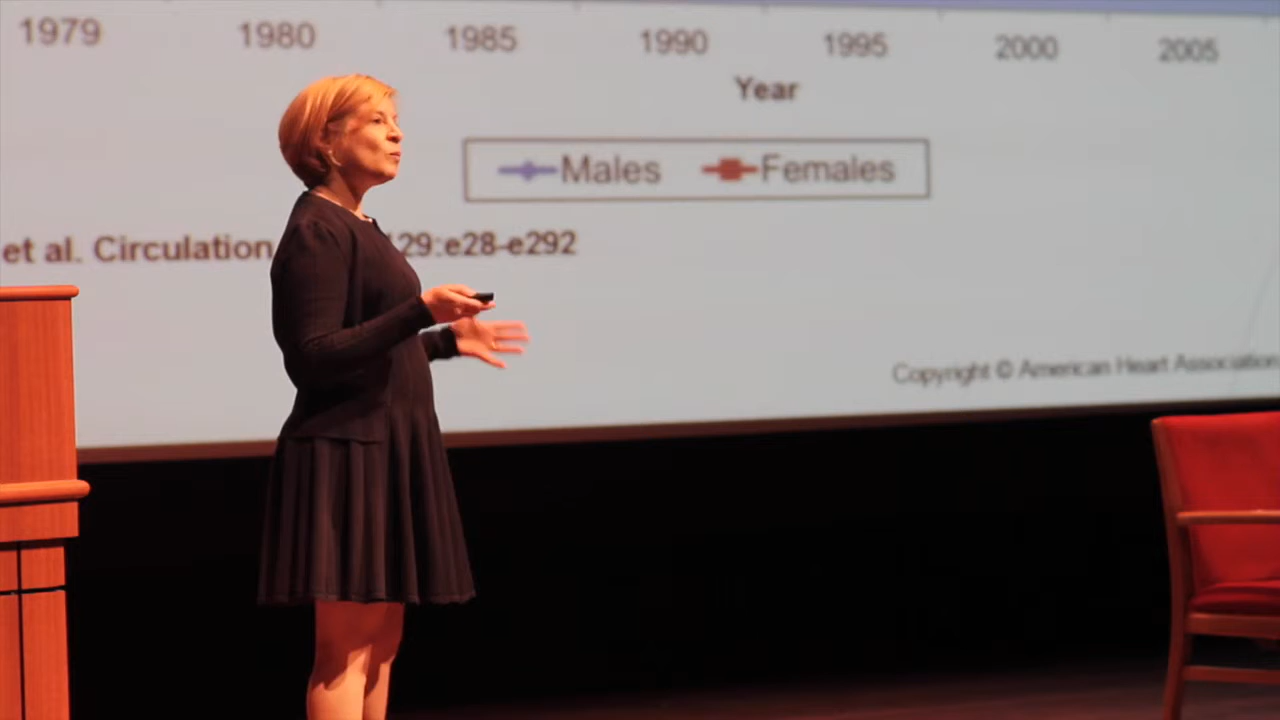 1979 1980 1985 1990 1995 2000 2005
Year
Males Females
et al. Circulation 129:e28-e292
Copyright © American Heart Association